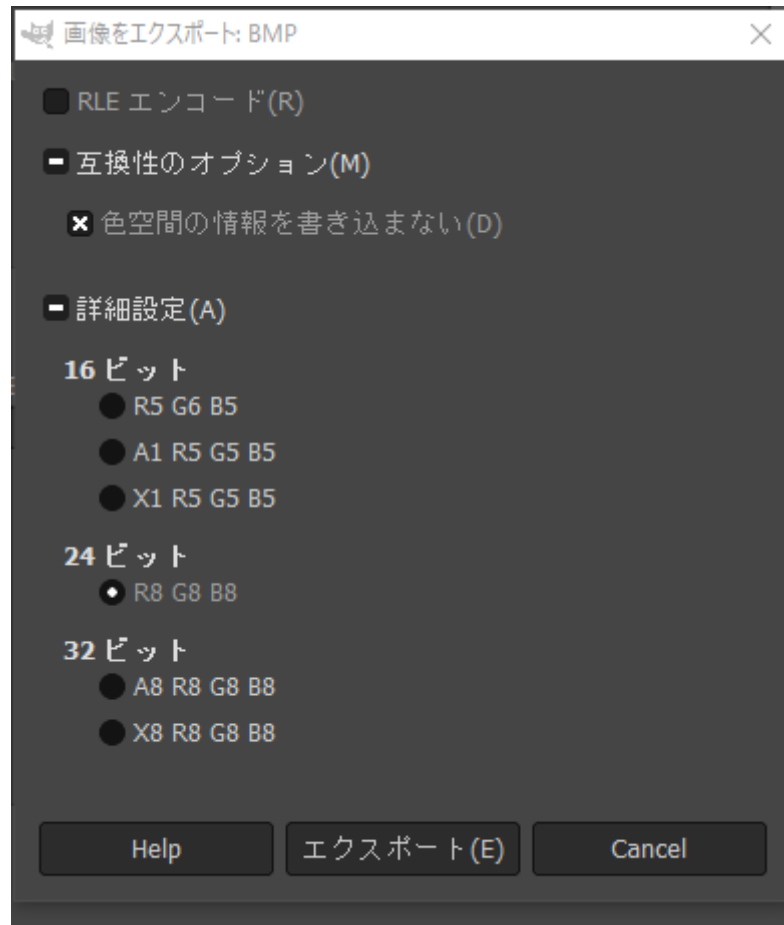 画像をエクスポート: BMP
RLE エンコード(R)
互換性のオプション(M)
色空間の情報を書き込まない(D)
詳細設定(A)
16 ビット
R5 G6 B5
A1 R5 G5 B5
X1 R5 G5 B5
24 ビット
R8 G8 B8
32 ビット
A8 R8 G8 B8
X8 R8 G8 B8
Help エクスポート(E) Cancel